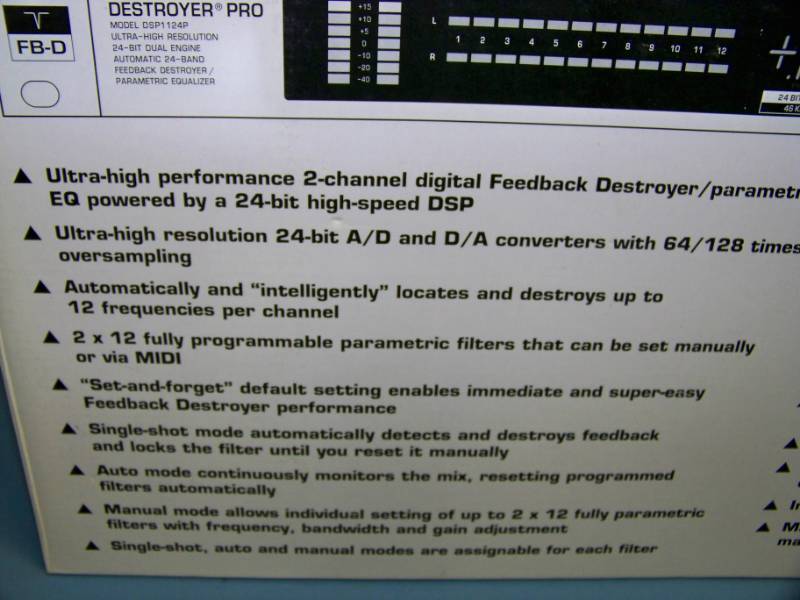 DESTROYER® PRO
MODEL DSP1124P
ULTRA-HIGH RESOLUTION
24-BIT DUAL ENGINE
AUTOMATIC 24-BAND
FEEDBACK DESTROYER /
PARAMETRIC EQUALIZER
FB-D
+15
+10
+5
0
-10
-20
-40
L
1 2 3 4 5 6 7 8 9 10 11 12
R
24 BIT
▲ Ultra-high performance 2-channel digital Feedback Destroyer/parametr
EQ powered by a 24-bit high-speed DSP
▲ Ultra-high resolution 24-bit A/D and D/A converters with 64/128 times
oversampling
▲ Automatically and "intelligently" locates and destroys up to
12 frequencies per channel
▲ 2 x 12 fully programmable parametric filters that can be set manually
or via MIDI
▲ "Set-and-forget" default setting enables immediate and super-easy
Feedback Destroyer performance
▲ Single-shot mode automatically detects and destroys feedback
and locks the filter until you reset it manually
▲ Auto mode continuously monitors the mix, resetting programmed
filters automatically
▲ Manual mode allows individual setting of up to 2 x 12 fully parametric
filters with frequency, bandwidth and gain adjustment
▲ Single-shot, auto and manual modes are assignable for each filter